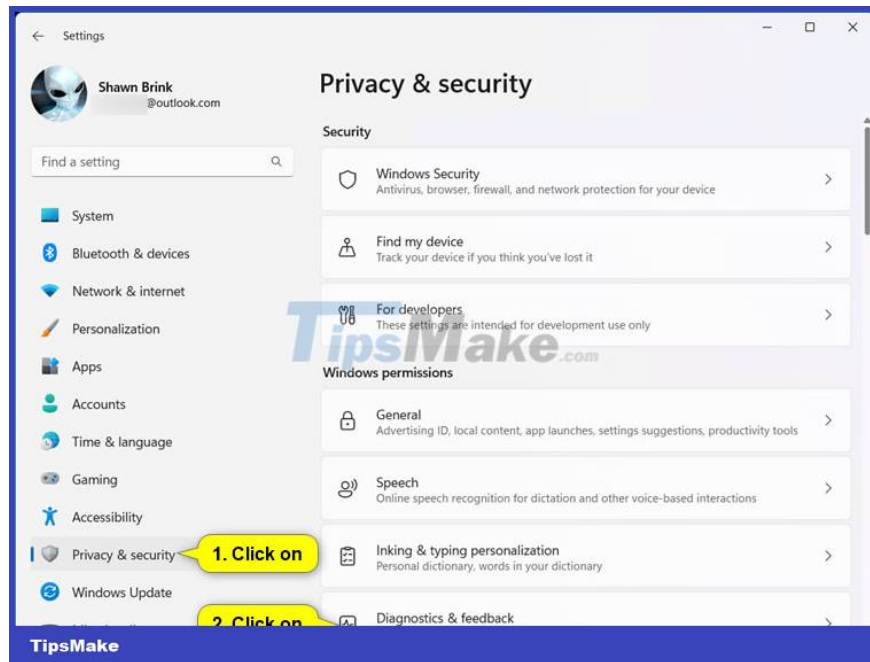 Settings
Shawn Brink
@outlook.com
Find a setting
System
Bluetooth & devices
Network & internet
Personalization
Apps
Accounts
Time & language
Gaming
Accessibility
Privacy & security
1. Click on
Windows Update
2. Click on
Privacy & security
Security
Windows Security
Antivirus, browser, firewall, and network protection for your device
Find my device
Track your device if you think you've lost it
For developers
These settings are intended for development use only
TipsMake.com
Windows permissions
General
Advertising ID, local content, app launches, settings suggestions, productivity tools
Speech
Online speech recognition for dictation and other voice-based interactions
Inking & typing personalization
Personal dictionary, words in your dictionary
Diagnostics & feedback
TipsMake